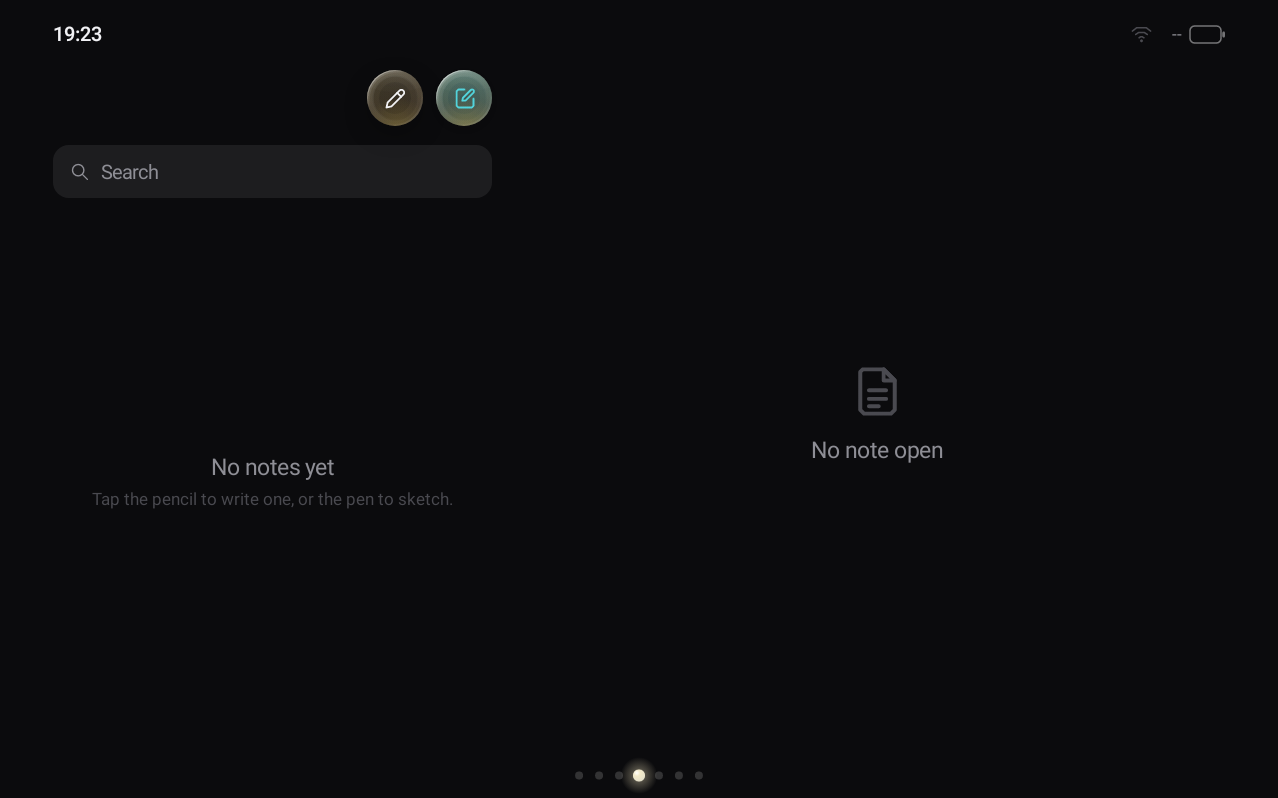 19:23
--
Search
No notes yet
Tap the pencil to write one, or the pen to sketch.
No note open